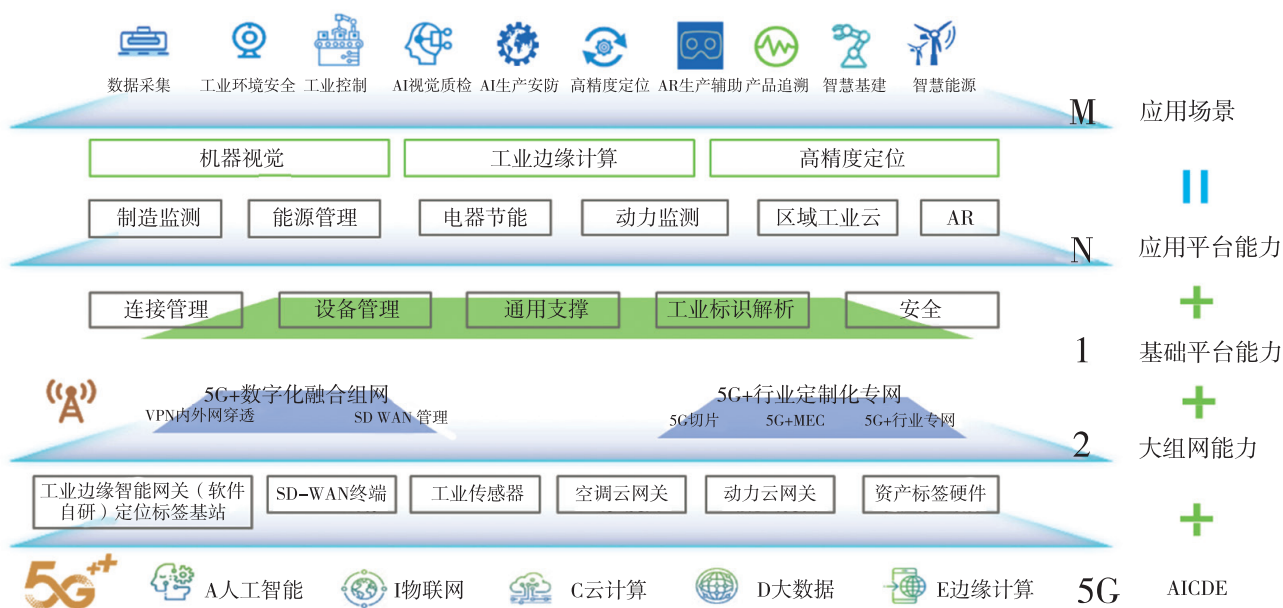 数据采集 工业环境安全 工业控制 AI视觉质检 AI生产安防 高精度定位 AR生产辅助 产品追溯 智慧基建 智慧能源
M 应用场景
机器视觉 工业边缘计算 高精度定位
制造监测 能源管理 电器节能 动力监测 区域工业云 AR
N 应用平台能力
连接管理 设备管理 通用支撑 工业标识解析 安全
1 基础平台能力
5G+数字化融合组网 5G+行业定制化专网
VPN内外网穿透 SD WAN 管理 5G切片 5G+MEC 5G+行业专网
2 大组网能力
工业边缘智能网关（软件
自研）定位标签基站
SD-WAN终端 工业传感器 空调云网关 动力云网关 资产标签硬件
5G++ A人工智能 I物联网 C云计算 D大数据 E边缘计算 5G AICDE